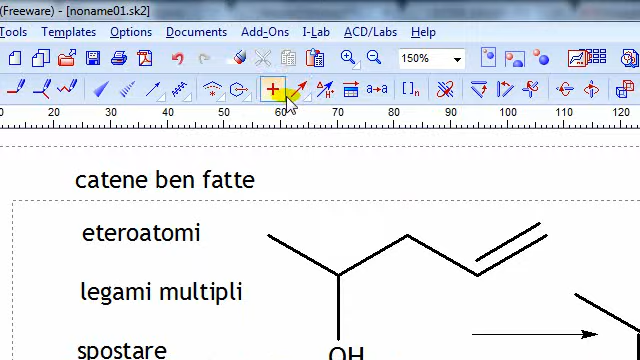 (Freeware) - [noname01.sk2]
Tools Templates Options Documents Add-Ons I-Lab ACD/Labs Help
150%
H+ a→a []n
10 20 30 40 50 60 70 80 90 100 110 120
catene ben fatte
eteroatomi
legami multipli
spostare
OH